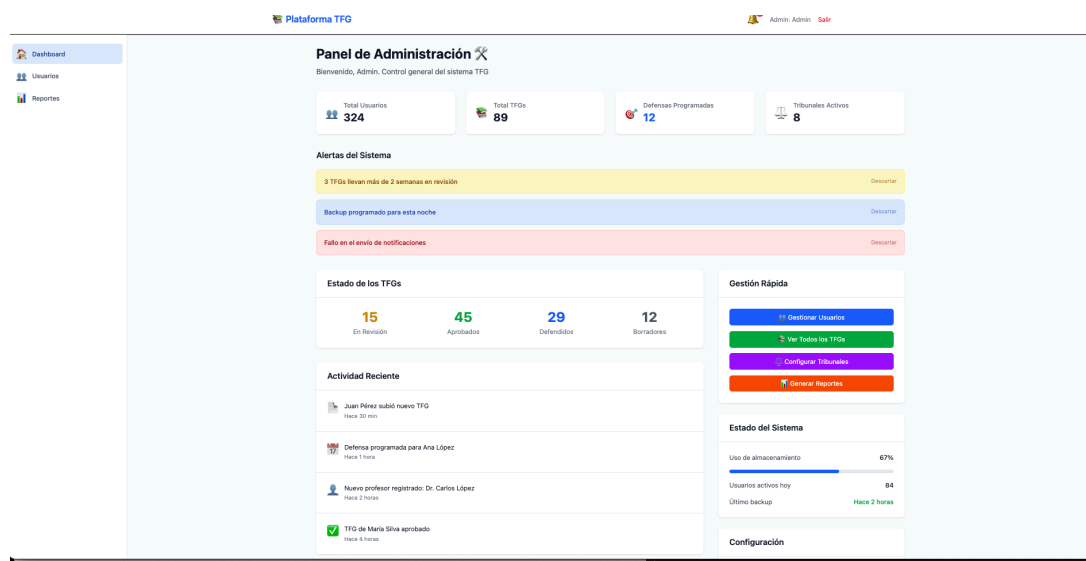 Plataforma TFG
Admin: Admin Salir
Dashboard
Usuarios
Reportes
Panel de Administración
Bienvenido, Admin. Control general del sistema TFG
Total Usuarios
324
Total TFGs
89
Defensas Programadas
12
Tribunales Activos
8
Alertas del Sistema
3 TFGs llevan más de 2 semanas en revisión Descartar
Backup programado para esta noche Descartar
Fallo en el envío de notificaciones Descartar
Estado de los TFGs
15 45 29 12
En Revisión Aprobados Defendidos Borradores
Actividad Reciente
Juan Pérez subió nuevo TFG
Hace 30 min
Defensa programada para Ana López
Hace 1 hora
Nuevo profesor registrado: Dr. Carlos López
Hace 2 horas
TFG de María Silva aprobado
Hace 4 horas
Gestión Rápida
Gestionar Usuarios
Ver Todos los TFGs
Configurar Tribunales
Generar Reportes
Estado del Sistema
Uso de almacenamiento 67%
Usuarios activos hoy 84
Último backup Hace 2 horas
Configuración